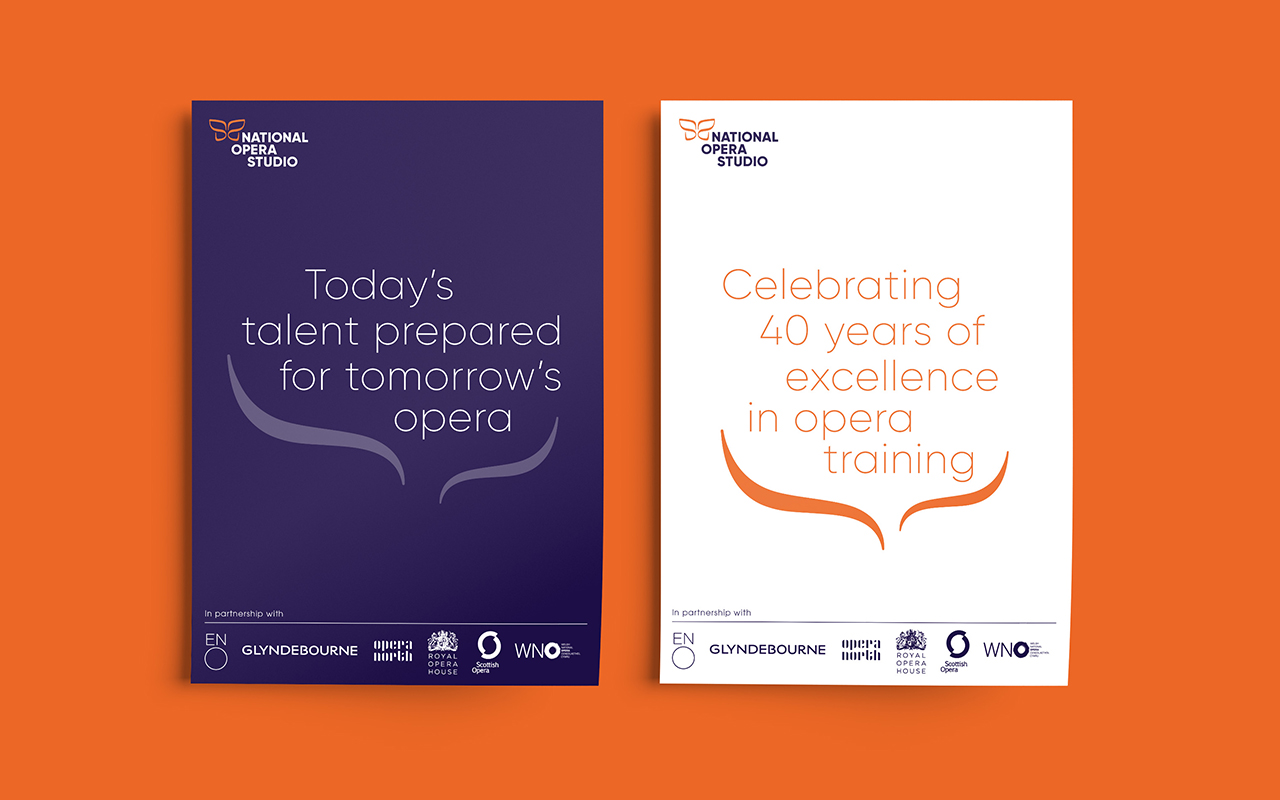 NATIONAL
OPERA
STUDIO
Today's
talent prepared
for tomorrow's
opera
In partnership with
EN
O
GLYNDEBOURNE
opera
north
ROYAL
OPERA
HOUSE
Scottish
Opera
WNO
NATIONAL
OPERA
STUDIO
Celebrating
40 years of
excellence
in opera
training
In partnership with
EN
O
GLYNDEBOURNE
opera
north
ROYAL
OPERA
HOUSE
Scottish
Opera
WNO